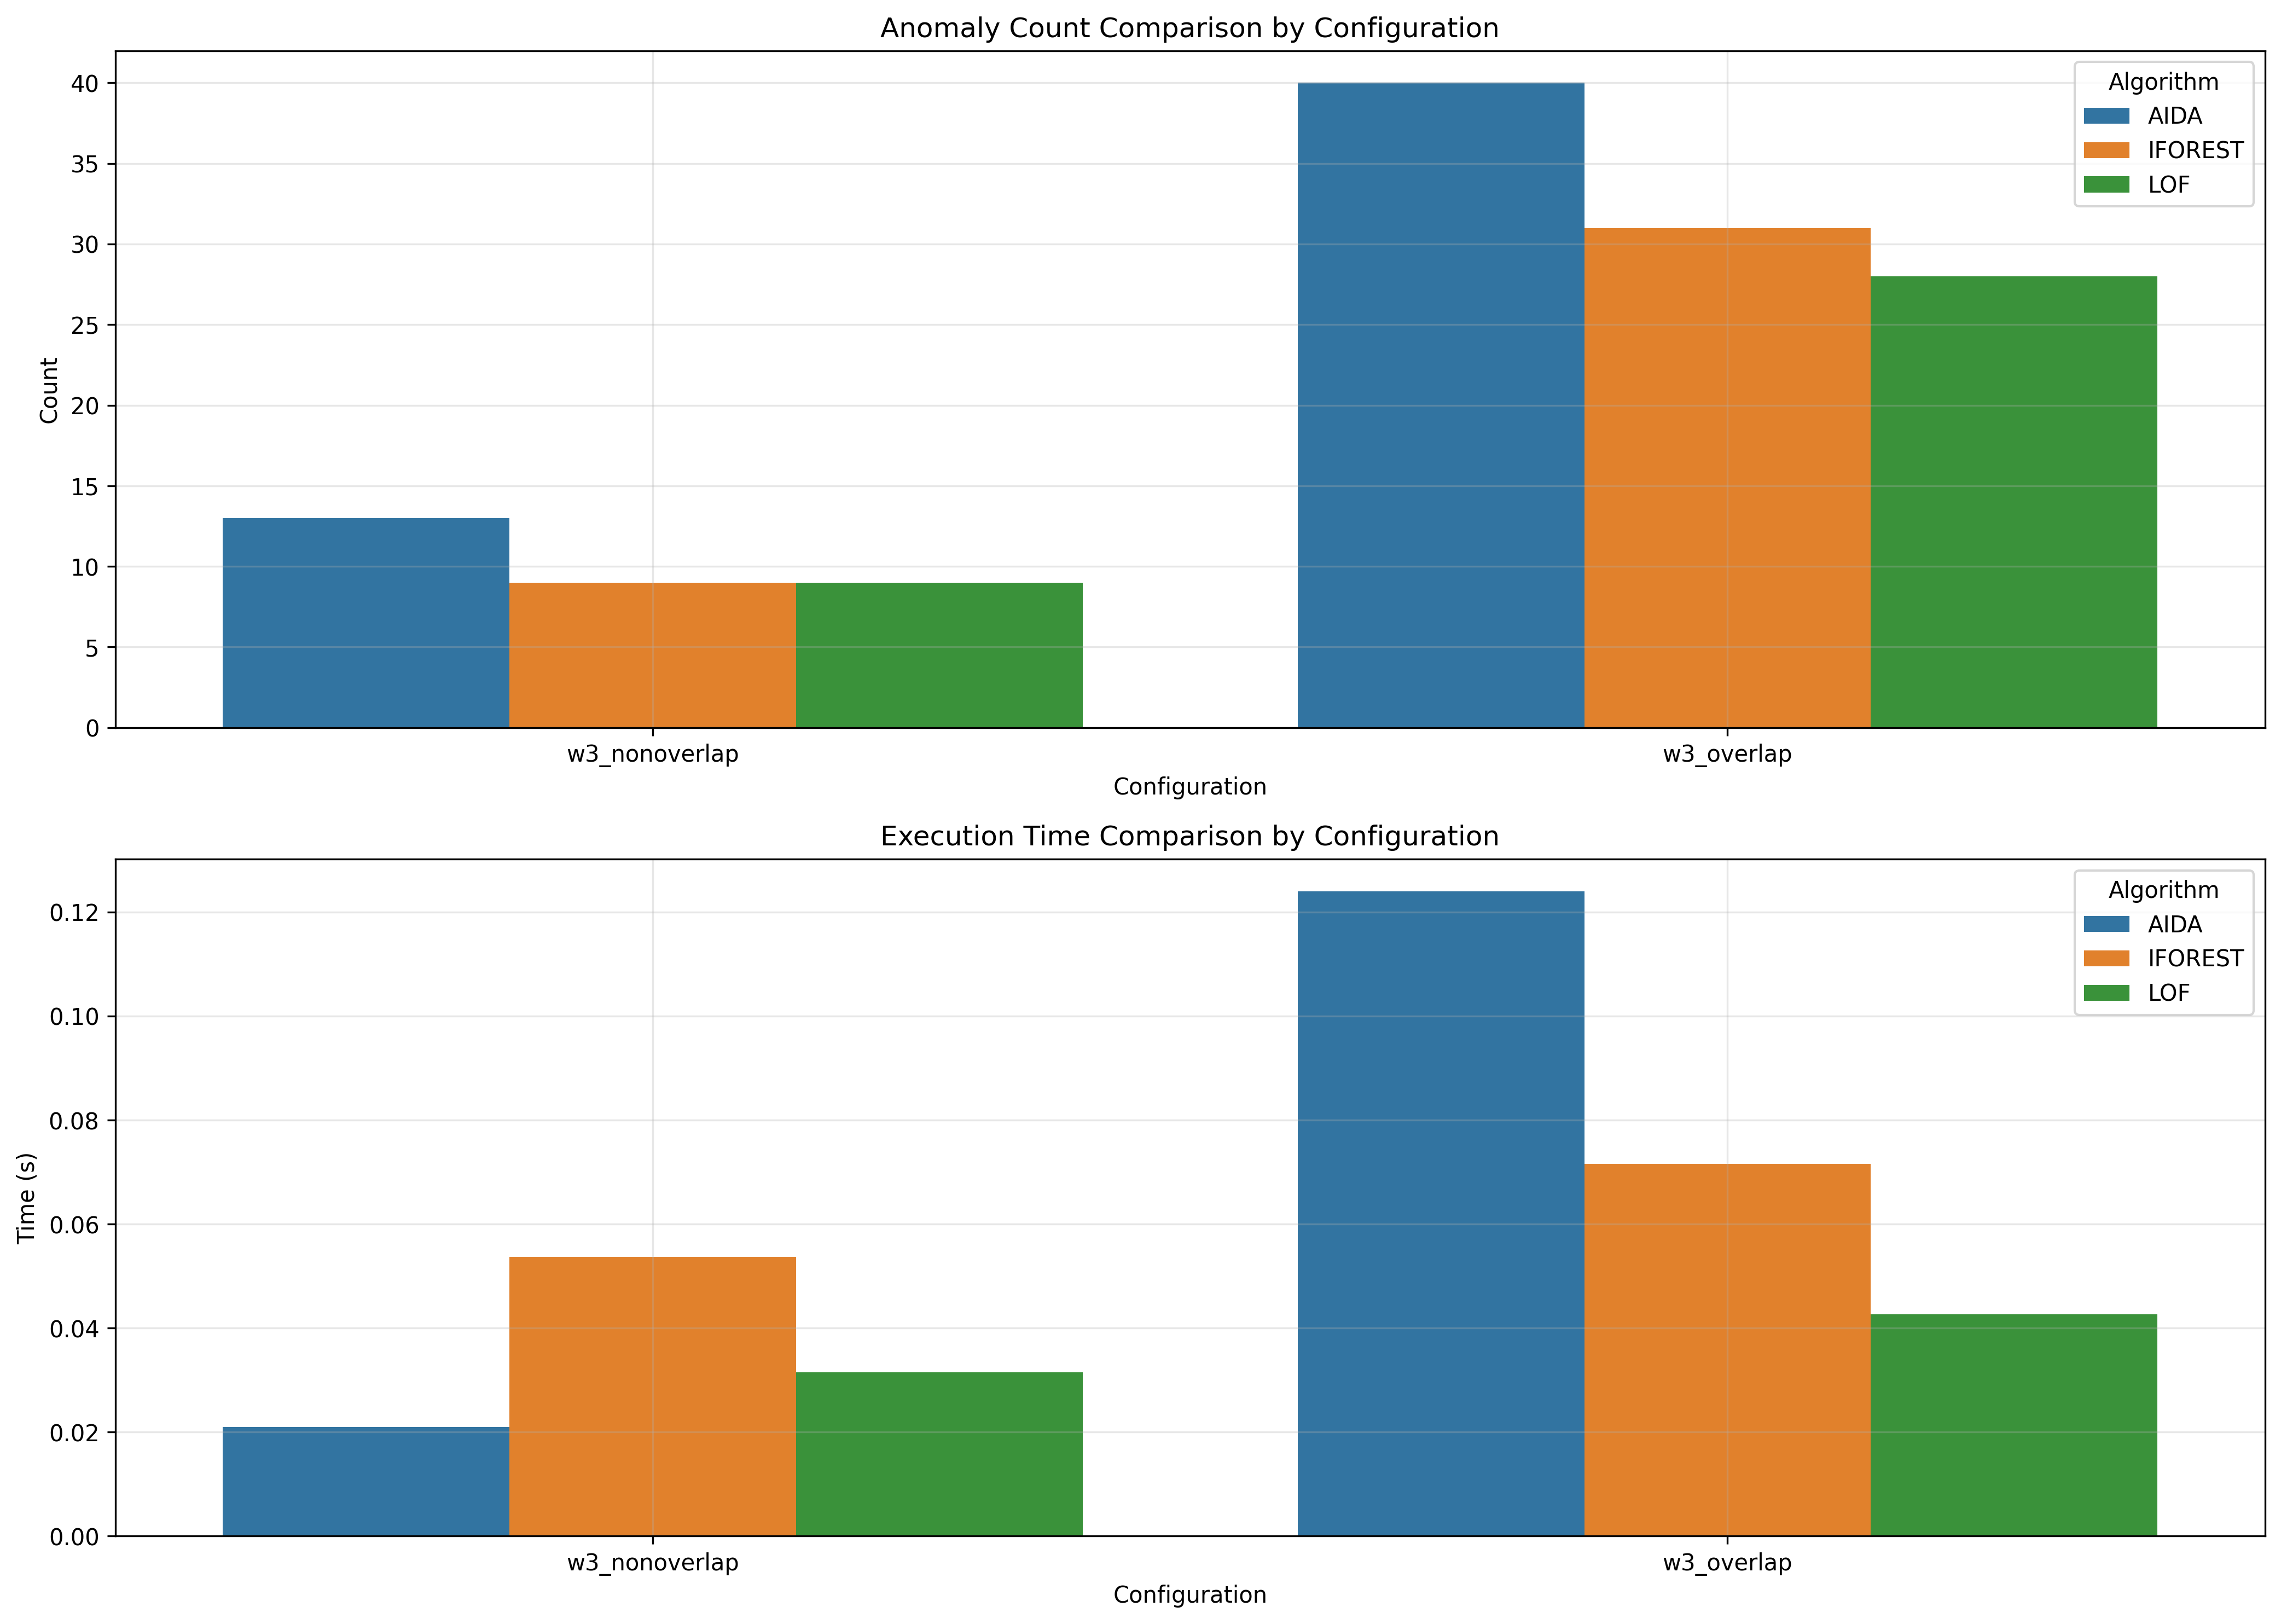 Anomaly Count Comparison by Configuration
Algorithm
AIDA
IFOREST
LOF
Count
40
35
30
25
20
15
10
5
0
w3_nonoverlap
w3_overlap
Configuration
Execution Time Comparison by Configuration
Algorithm
AIDA
IFOREST
LOF
Time (s)
0.12
0.10
0.08
0.06
0.04
0.02
0.00
w3_nonoverlap
w3_overlap
Configuration